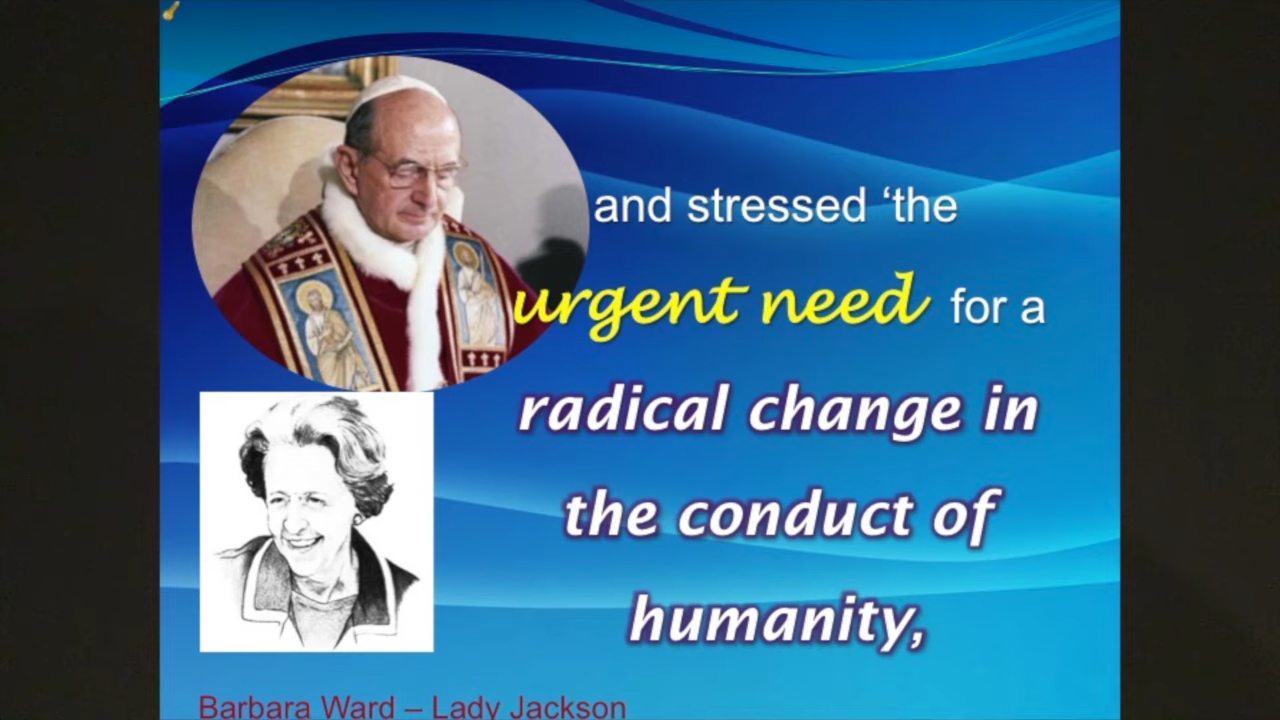 and stressed ‘the
urgent need for a
radical change in
the conduct of
humanity,
Barbara Ward – Lady Jackson